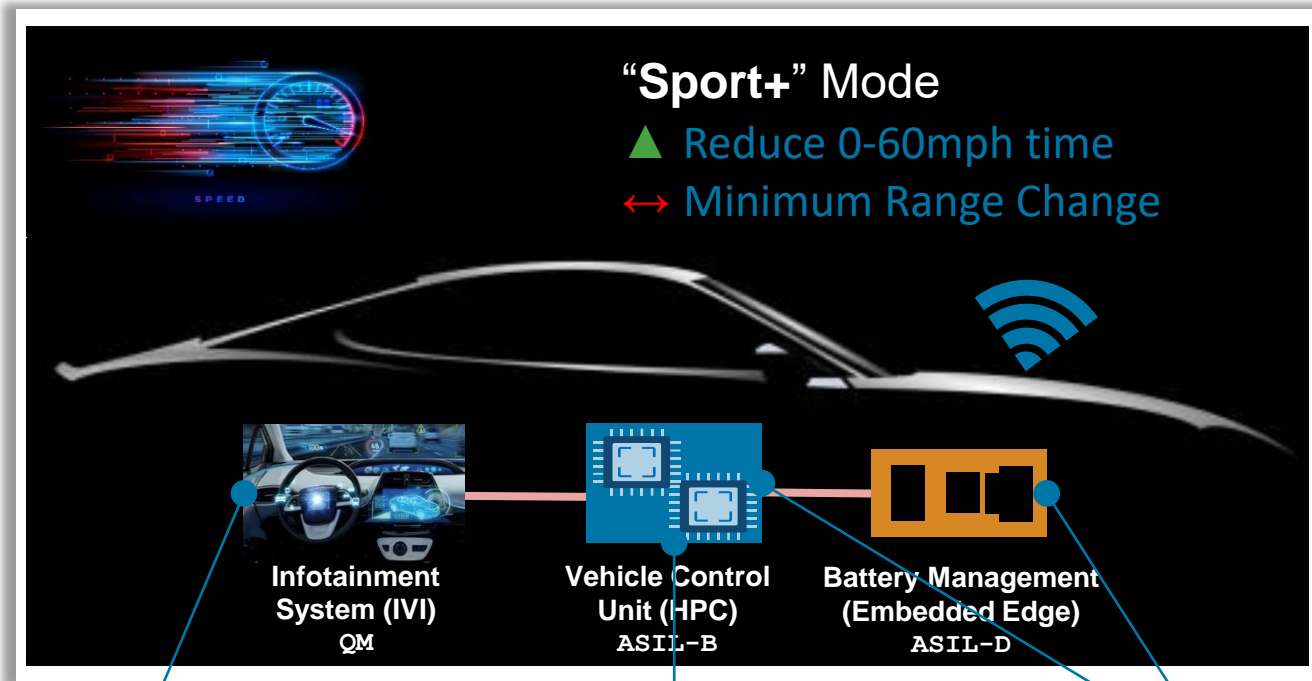 “Sport+” Mode
▲ Reduce 0-60mph time
↔ Minimum Range Change
SPEED
Infotainment
System (IVI)
QM
Vehicle Control
Unit (HPC)
ASIL-B
Battery Management
(Embedded Edge)
ASIL-D